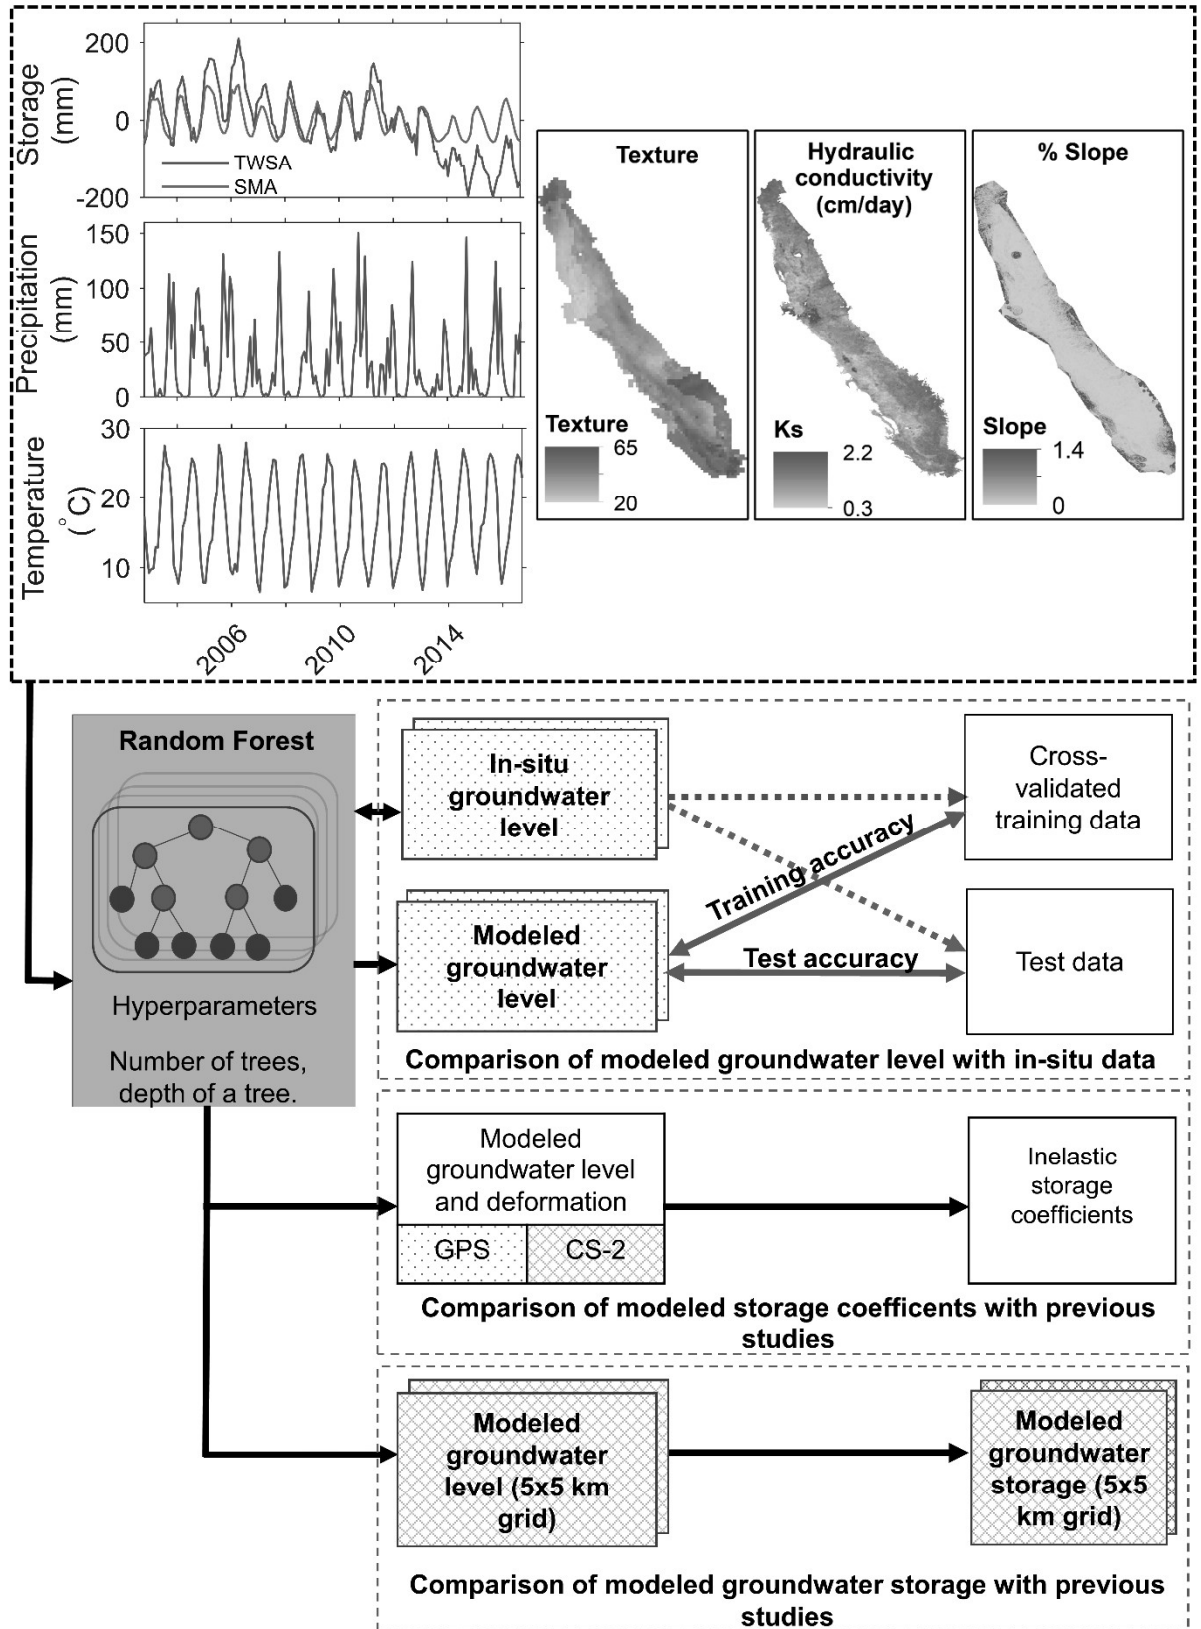 Storage
(mm)
200
0
-200
TWSA
SMA
Precipitation
(mm)
150
100
50
0
Temperature
(°C)
30
20
10
2006
2010
2014
Texture
Texture
65
20
Hydraulic
conductivity
(cm/day)
Ks
2.2
0.3
% Slope
Slope
1.4
0
Random Forest
Hyperparameters
Number of trees,
depth of a tree.
In-situ
groundwater
level
Cross-
validated
training data
Training accuracy
Modeled
groundwater
level
Test accuracy
Test data
Comparison of modeled groundwater level with in-situ data
Modeled
groundwater level
and deformation
GPS
CS-2
Inelastic
storage
coefficients
Comparison of modeled storage coefficents with previous
studies
Modeled
groundwater
level (5x5 km
grid)
Modeled
groundwater
storage (5x5
km grid)
Comparison of modeled groundwater storage with previous
studies